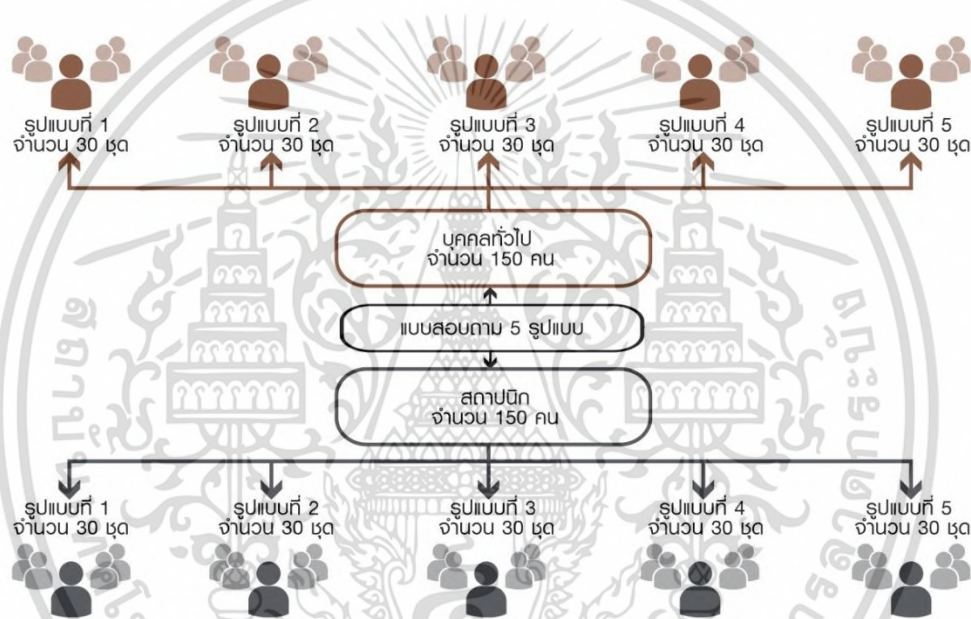 รูปแบบที่ 1
จำนวน 30 ชุด
รูปแบบที่ 2
จำนวน 30 ชุด
รูปแบบที่ 3
จำนวน 30 ชุด
รูปแบบที่ 4
จำนวน 30 ชุด
รูปแบบที่ 5
จำนวน 30 ชุด
บุคคลทั่วไป
จำนวน 150 คน
แบบสอบถาม 5 รูปแบบ
สถาปนิก
จำนวน 150 คน
รูปแบบที่ 1
จำนวน 30 ชุด
รูปแบบที่ 2
จำนวน 30 ชุด
รูปแบบที่ 3
จำนวน 30 ชุด
รูปแบบที่ 4
จำนวน 30 ชุด
รูปแบบที่ 5
จำนวน 30 ชุด